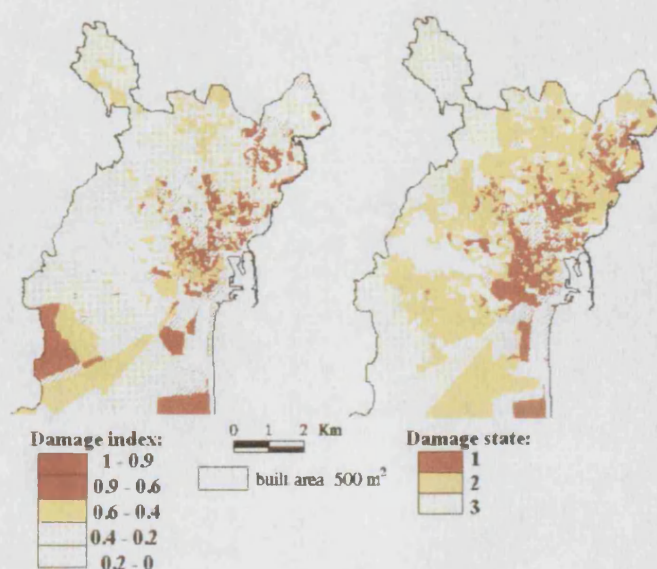 0 1 2 Km
Damage index:
1 - 0.9
0.9 - 0.6
0.6 - 0.4
0.4 - 0.2
0.2 - 0
built area 500 m²
Damage state:
1
2
3